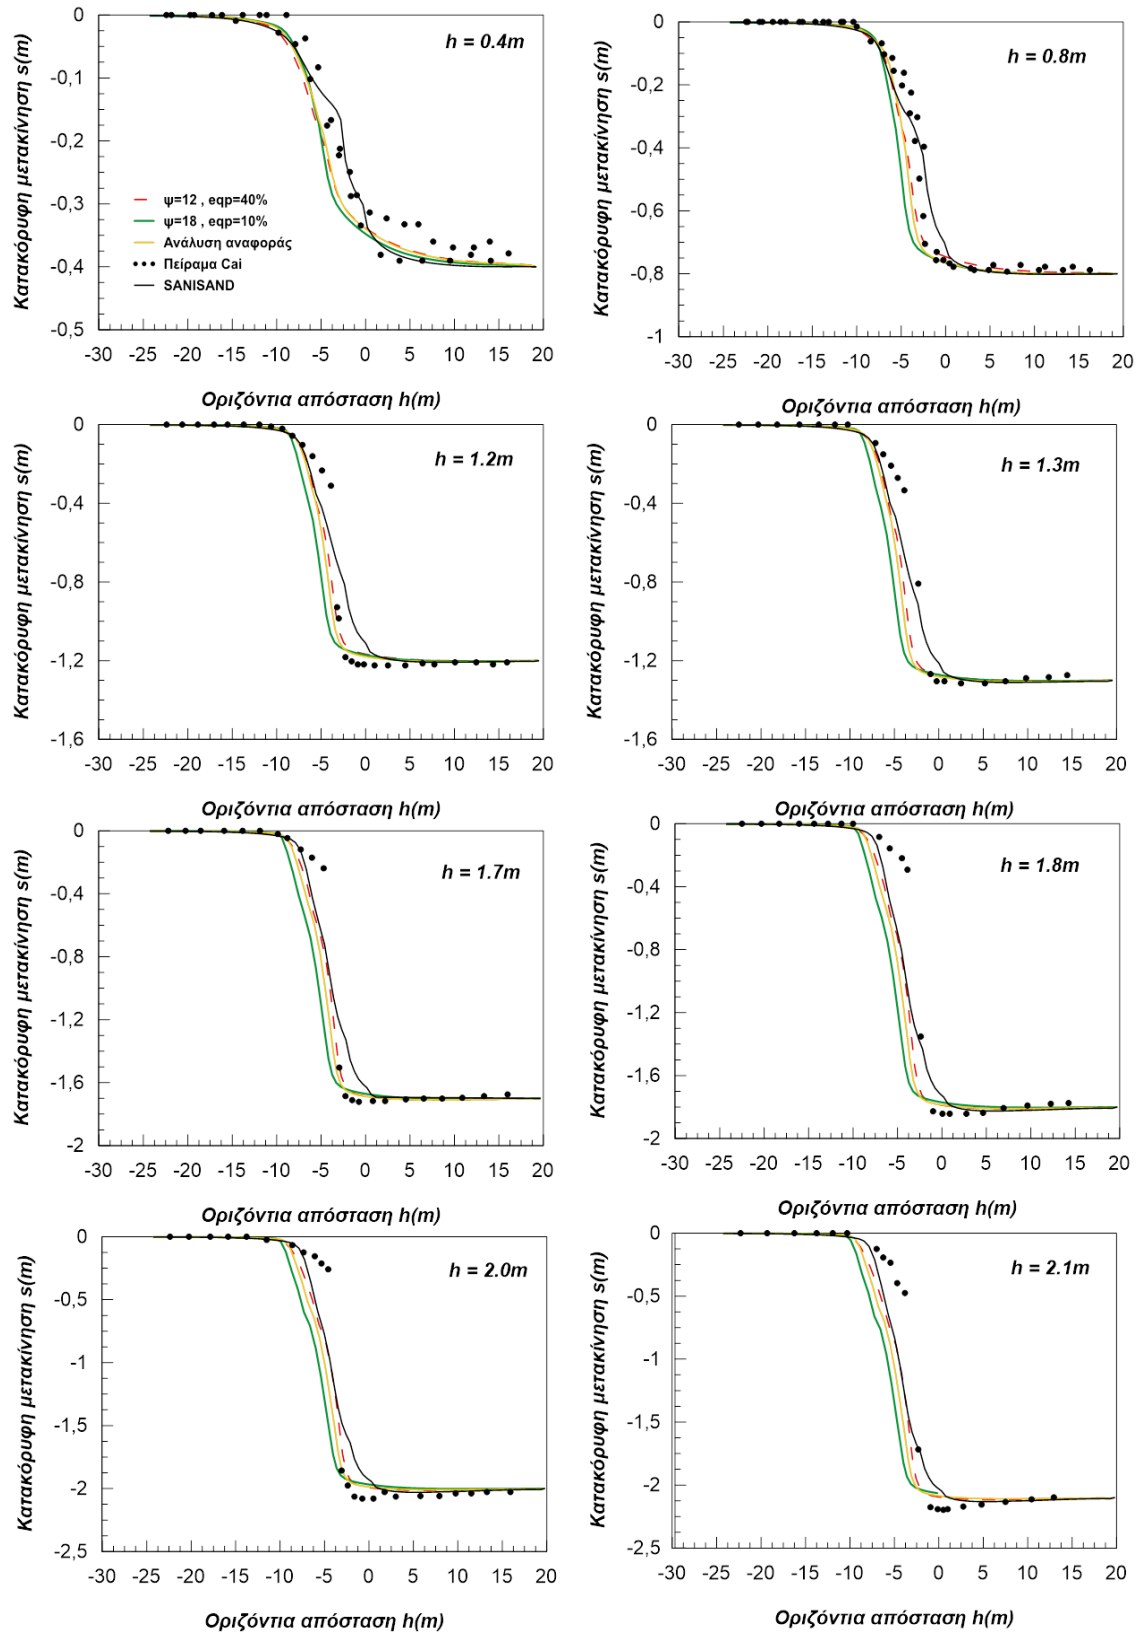 h = 0.4m
Κατακόρυφη μετακίνηση s(m)
0
-0,1
-0,2
-0,3
-0,4
-0,5
ψ=12 , eqp=40%
ψ=18 , eqp=10%
Ανάλυση αναφοράς
Πείραμα Cai
SANISAND
-30 -25 -20 -15 -10 -5 0 5 10 15 20
Οριζόντια απόσταση h(m)
h = 0.8m
Κατακόρυφη μετακίνηση s(m)
0
-0,2
-0,4
-0,6
-0,8
-1
-30 -25 -20 -15 -10 -5 0 5 10 15 20
Οριζόντια απόσταση h(m)
h = 1.2m
Κατακόρυφη μετακίνηση s(m)
0
-0,4
-0,8
-1,2
-1,6
-30 -25 -20 -15 -10 -5 0 5 10 15 20
Οριζόντια απόσταση h(m)
h = 1.3m
Κατακόρυφη μετακίνηση s(m)
0
-0,4
-0,8
-1,2
-1,6
-30 -25 -20 -15 -10 -5 0 5 10 15 20
Οριζόντια απόσταση h(m)
h = 1.7m
Κατακόρυφη μετακίνηση s(m)
0
-0,4
-0,8
-1,2
-1,6
-2
-30 -25 -20 -15 -10 -5 0 5 10 15 20
Οριζόντια απόσταση h(m)
h = 1.8m
Κατακόρυφη μετακίνηση s(m)
0
-0,4
-0,8
-1,2
-1,6
-2
-30 -25 -20 -15 -10 -5 0 5 10 15 20
Οριζόντια απόσταση h(m)
h = 2.0m
Κατακόρυφη μετακίνηση s(m)
0
-0,5
-1
-1,5
-2
-2,5
-30 -25 -20 -15 -10 -5 0 5 10 15 20
Οριζόντια απόσταση h(m)
h = 2.1m
Κατακόρυφη μετακίνηση s(m)
0
-0,5
-1
-1,5
-2
-2,5
-30 -25 -20 -15 -10 -5 0 5 10 15 20
Οριζόντια απόσταση h(m)